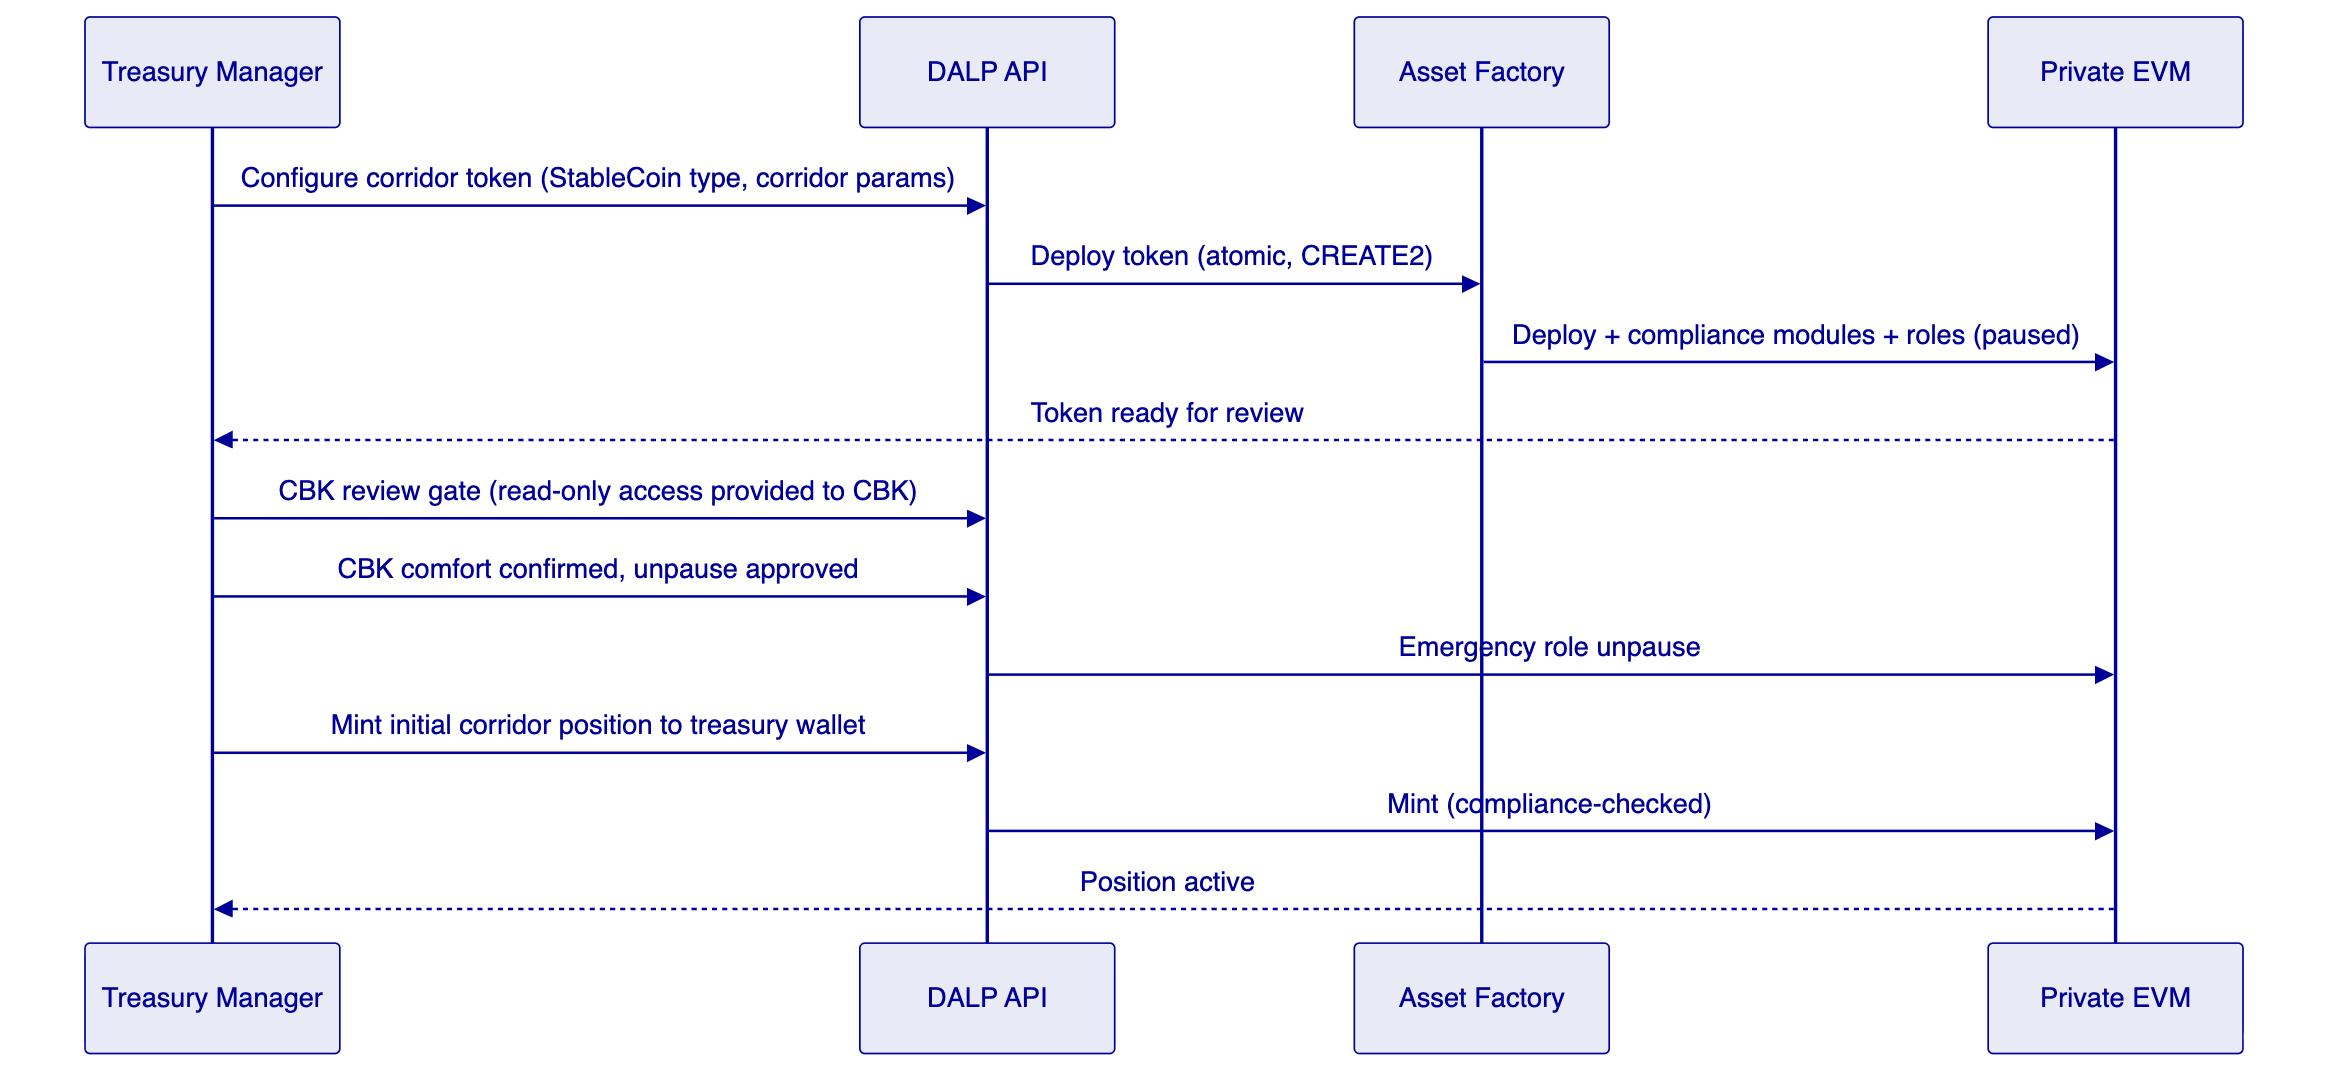 Treasury Manager
DALP API
Asset Factory
Private EVM
Configure corridor token (StableCoin type, corridor params)
Deploy token (atomic, CREATE2)
Deploy + compliance modules + roles (paused)
Token ready for review
CBK review gate (read-only access provided to CBK)
CBK comfort confirmed, unpause approved
Emergency role unpause
Mint initial corridor position to treasury wallet
Mint (compliance-checked)
Position active
Treasury Manager
DALP API
Asset Factory
Private EVM